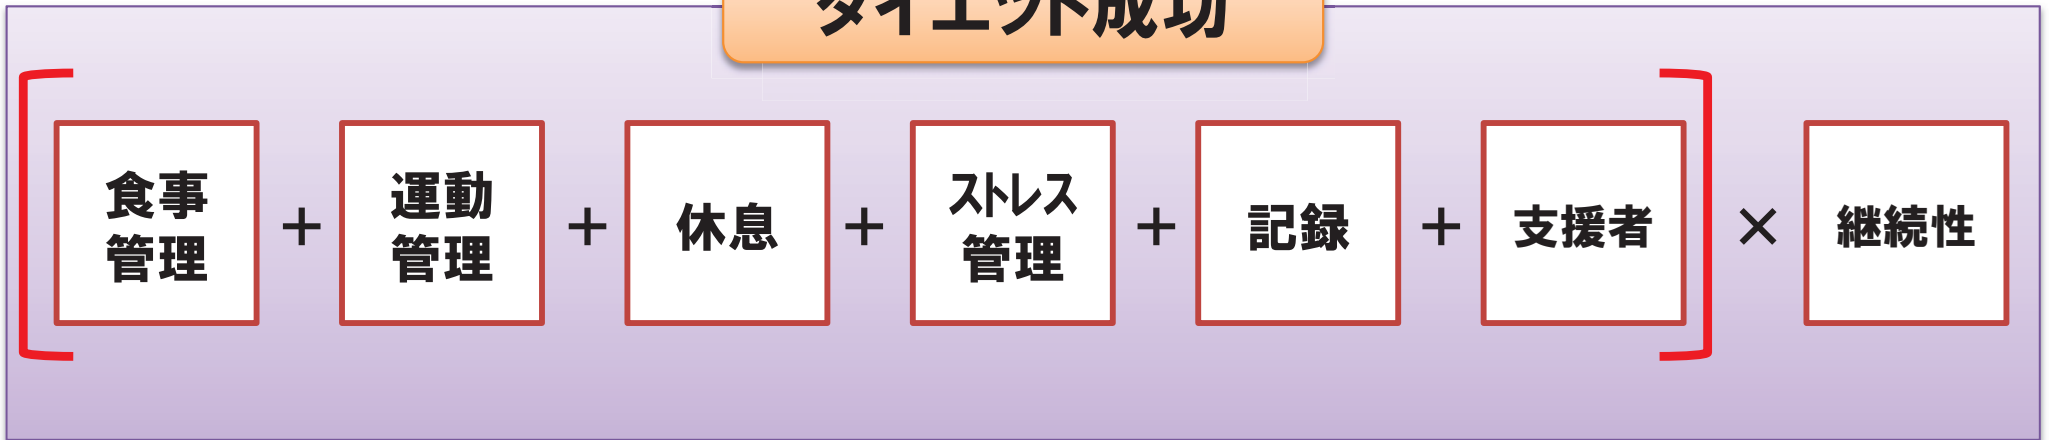 ダイエット成功
食事
管理
+
運動
管理
+
休息
+
ストレス
管理
+
記録
+
支援者
×
継続性